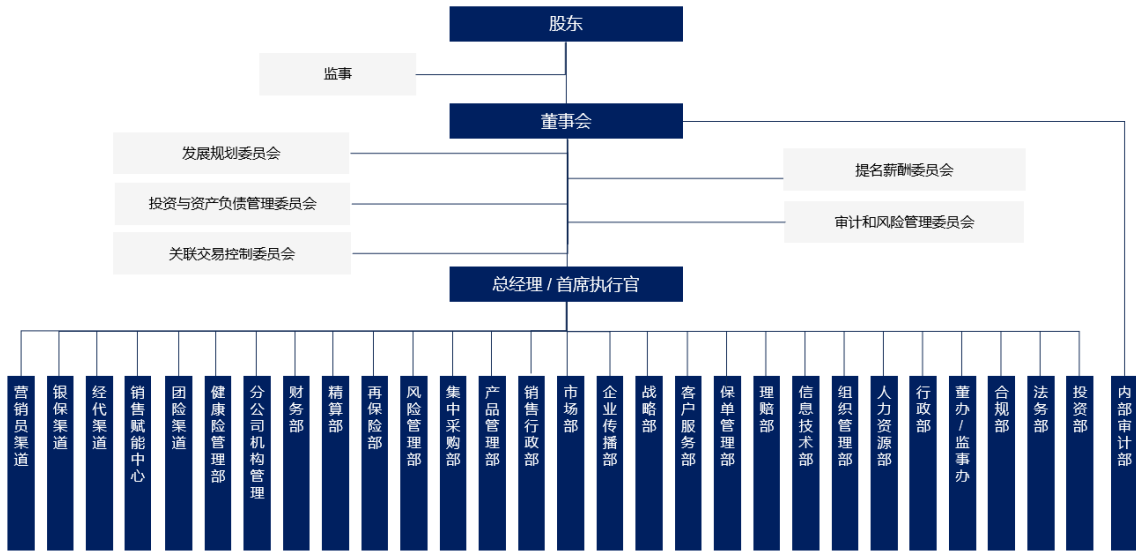 股东
监事
董事会
发展规划委员会
提名薪酬委员会
投资与资产负债管理委员会
审计和风险管理委员会
关联交易控制委员会
总经理 / 首席执行官
营销员渠道
银保渠道
经代渠道
销售赋能中心
团险渠道
健康险管理部
分公司机构管理
财务部
精算部
再保险部
风险管理部
集中采购部
产品管理部
销售行政部
市场部
企业传播部
战略部
客户服务部
保单管理部
理赔部
信息技术部
组织管理部
人力资源部
行政部
董办/监事办
合规部
法务部
投资部
内部审计部